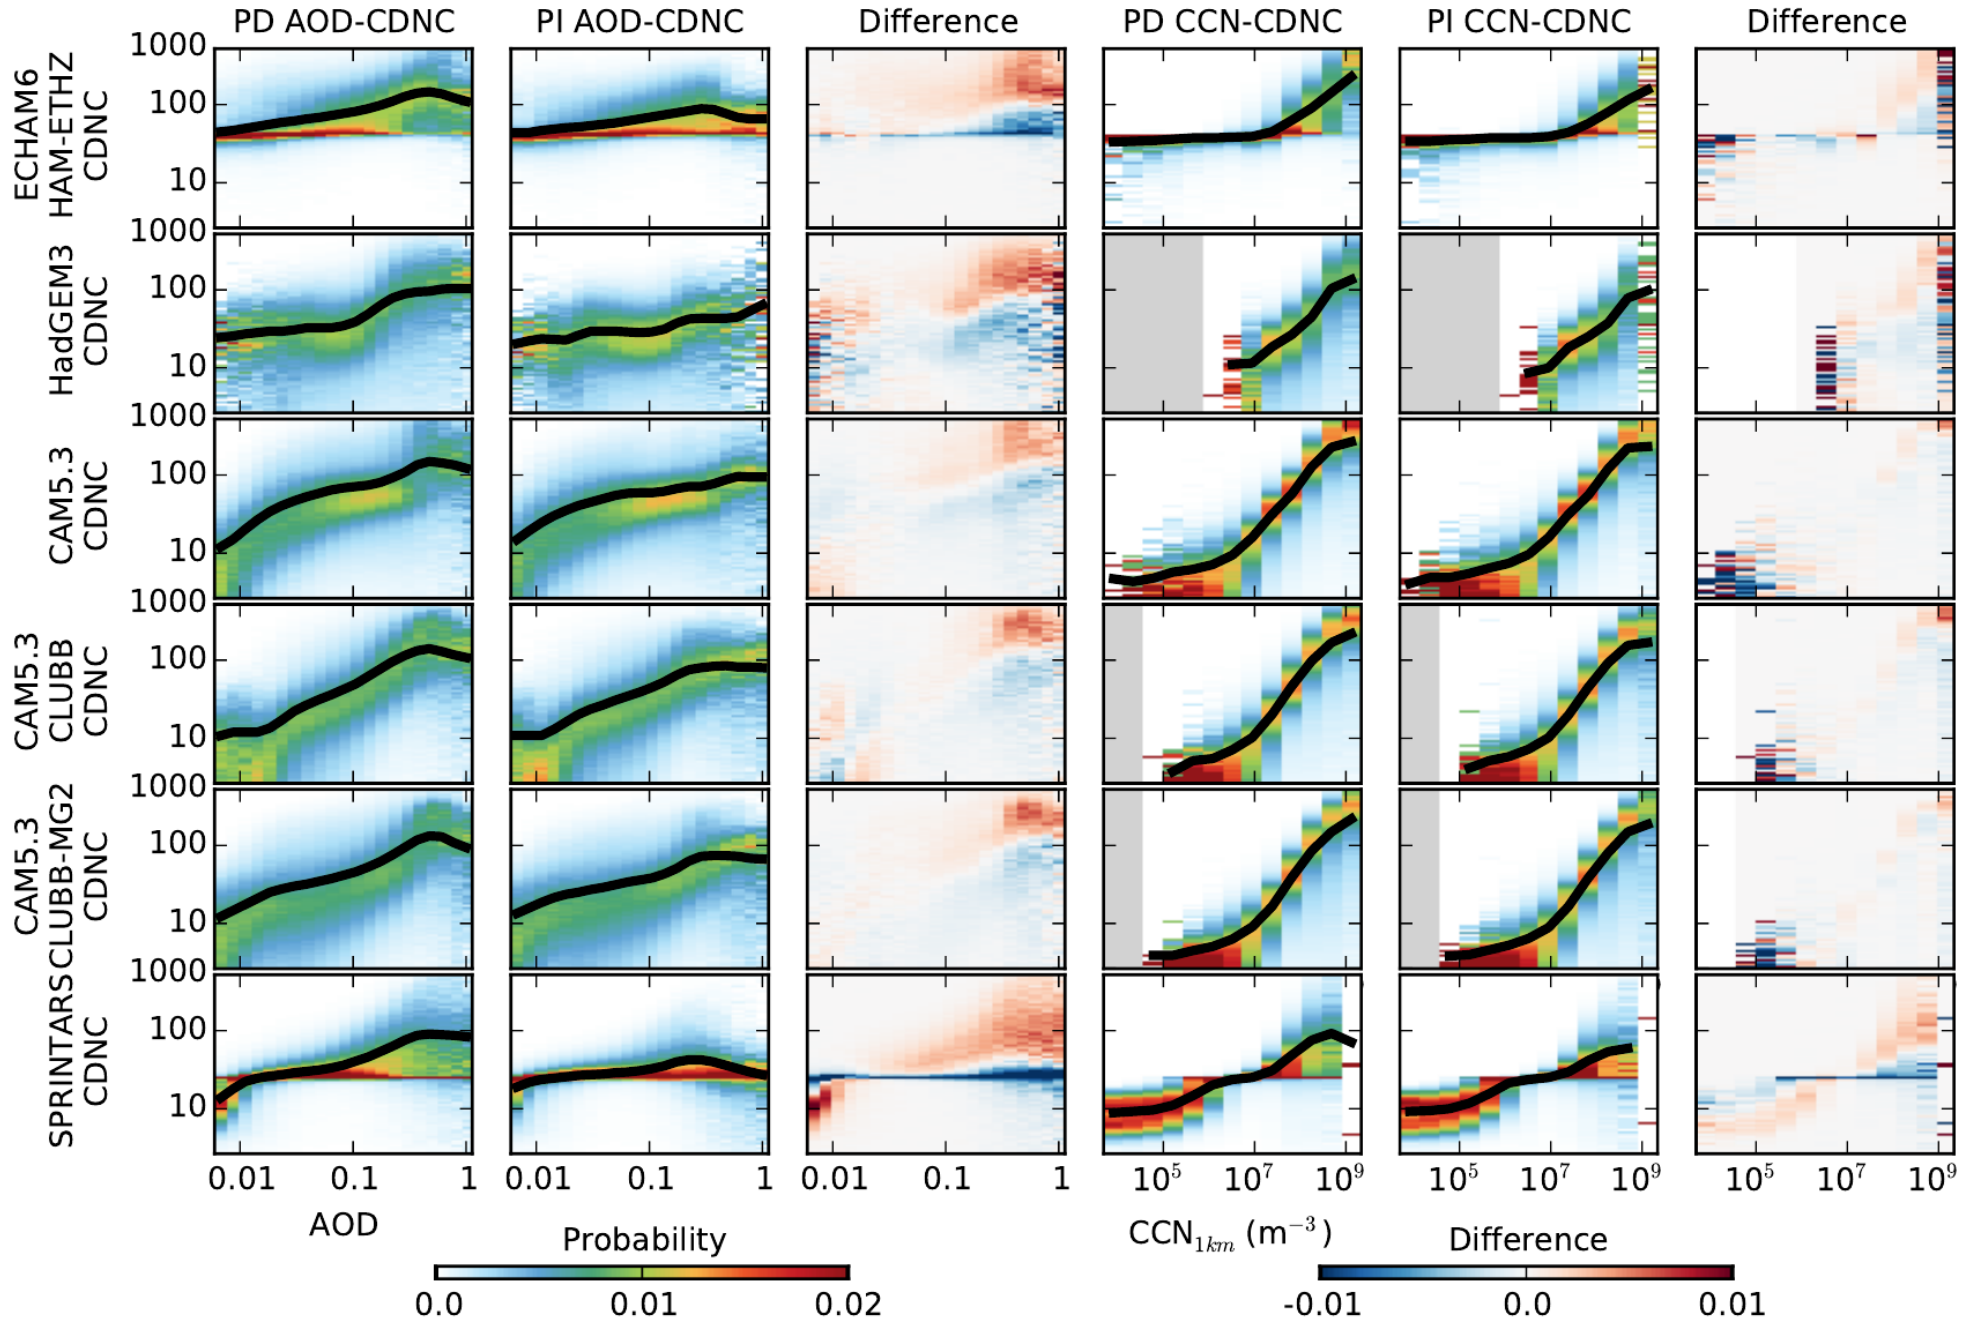 PD AOD-CDNC PI AOD-CDNC Difference PD CCN-CDNC PI CCN-CDNC Difference
ECHAM6
HAM-ETHZ
CDNC
1000
100
10
HadGEM3
CDNC
1000
100
10
CAM5.3
CDNC
1000
100
10
CAM5.3
CLUBB
CDNC
1000
100
10
CAM5.3
CLUBB-MG2
CDNC
1000
100
10
SPRINTARS
CDNC
1000
100
10
0.01 0.1 1 0.01 0.1 1 0.01 0.1 1 10⁵ 10⁷ 10⁹ 10⁵ 10⁷ 10⁹ 10⁵ 10⁷ 10⁹
AOD
CCN₁ₖₘ (m⁻³)
Probability
0.0 0.01 0.02
Difference
-0.01 0.0 0.01